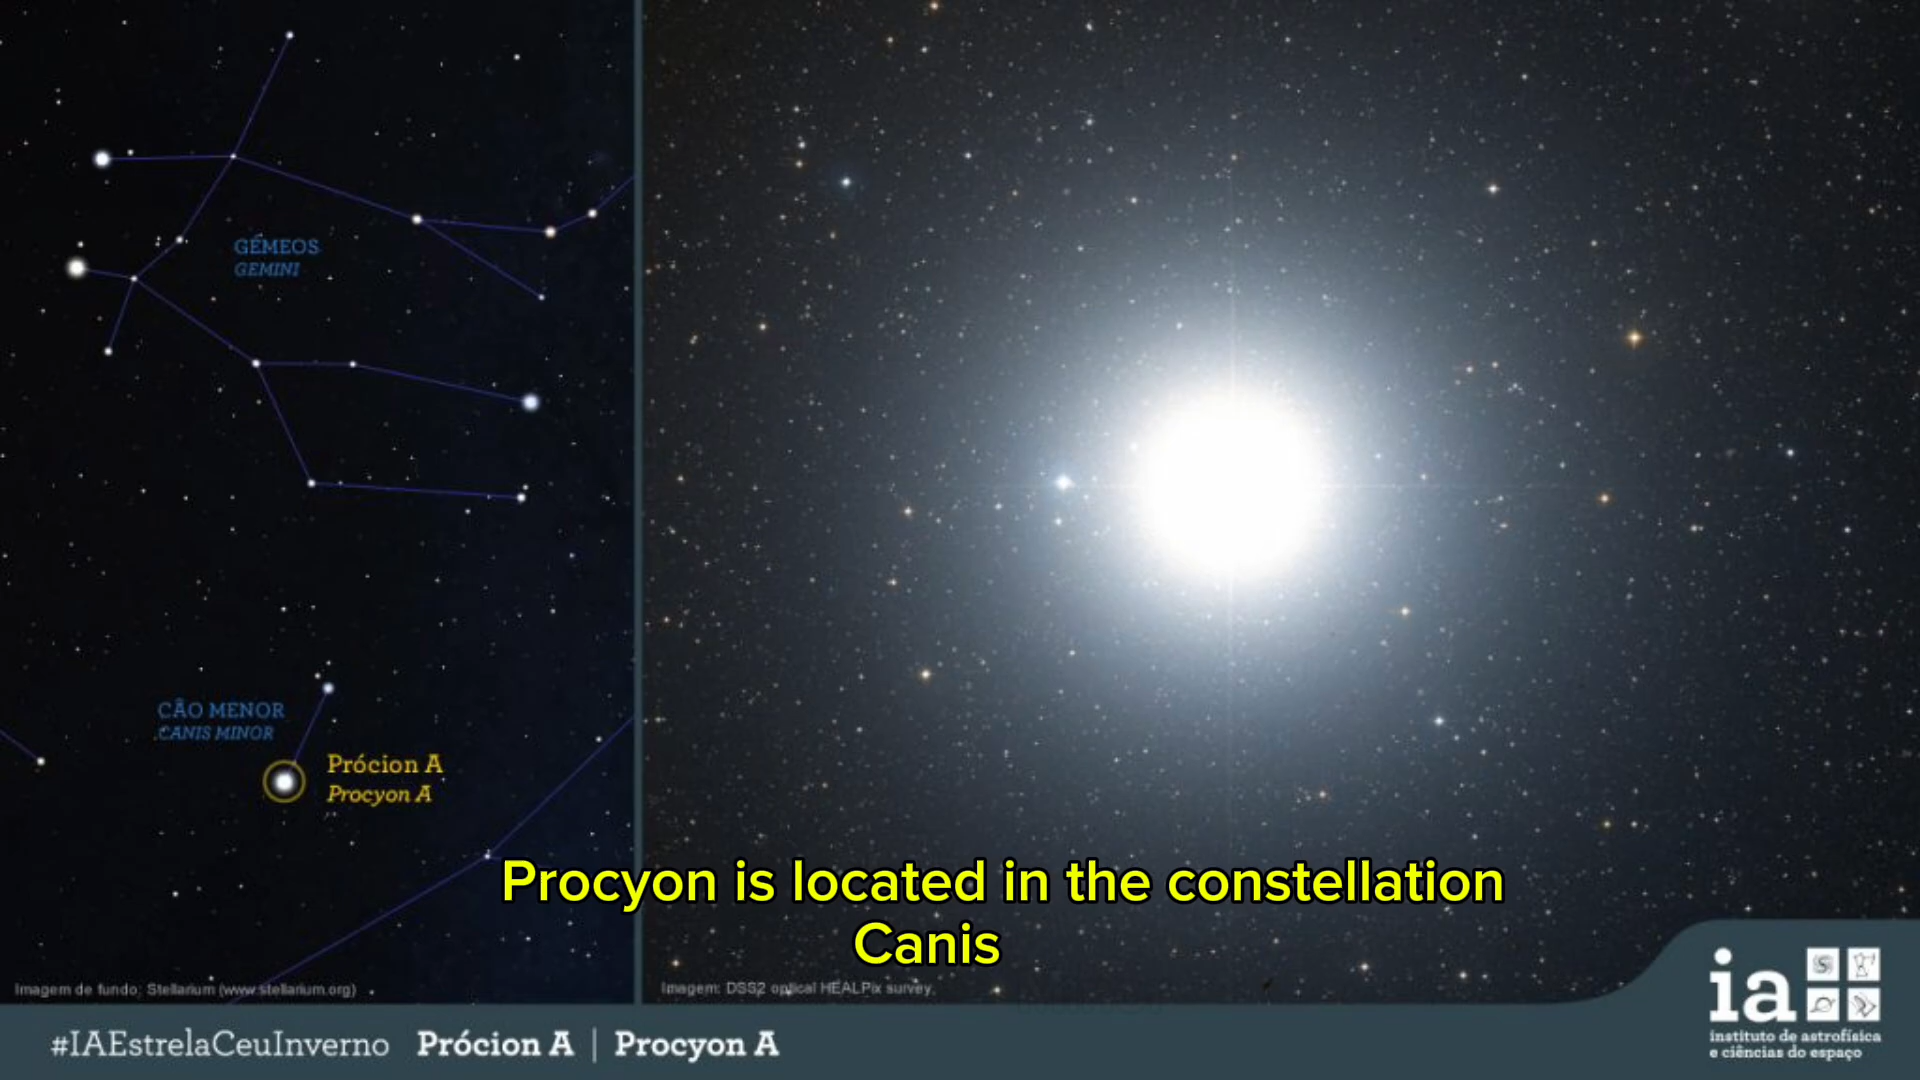 GÉMEOS
GEMINI
CÃO MENOR
CANIS MINOR
Prócion A
Procyon A
Procyon is located in the constellation
Canis
Imagem de fundo: Stellarium (www.stellarium.org)
Imagem: DSS2 optical HEALPix survey.
#IAEstrelaCeuInverno Prócion A | Procyon A
ia
instituto de astrofísica
e ciências do espaço